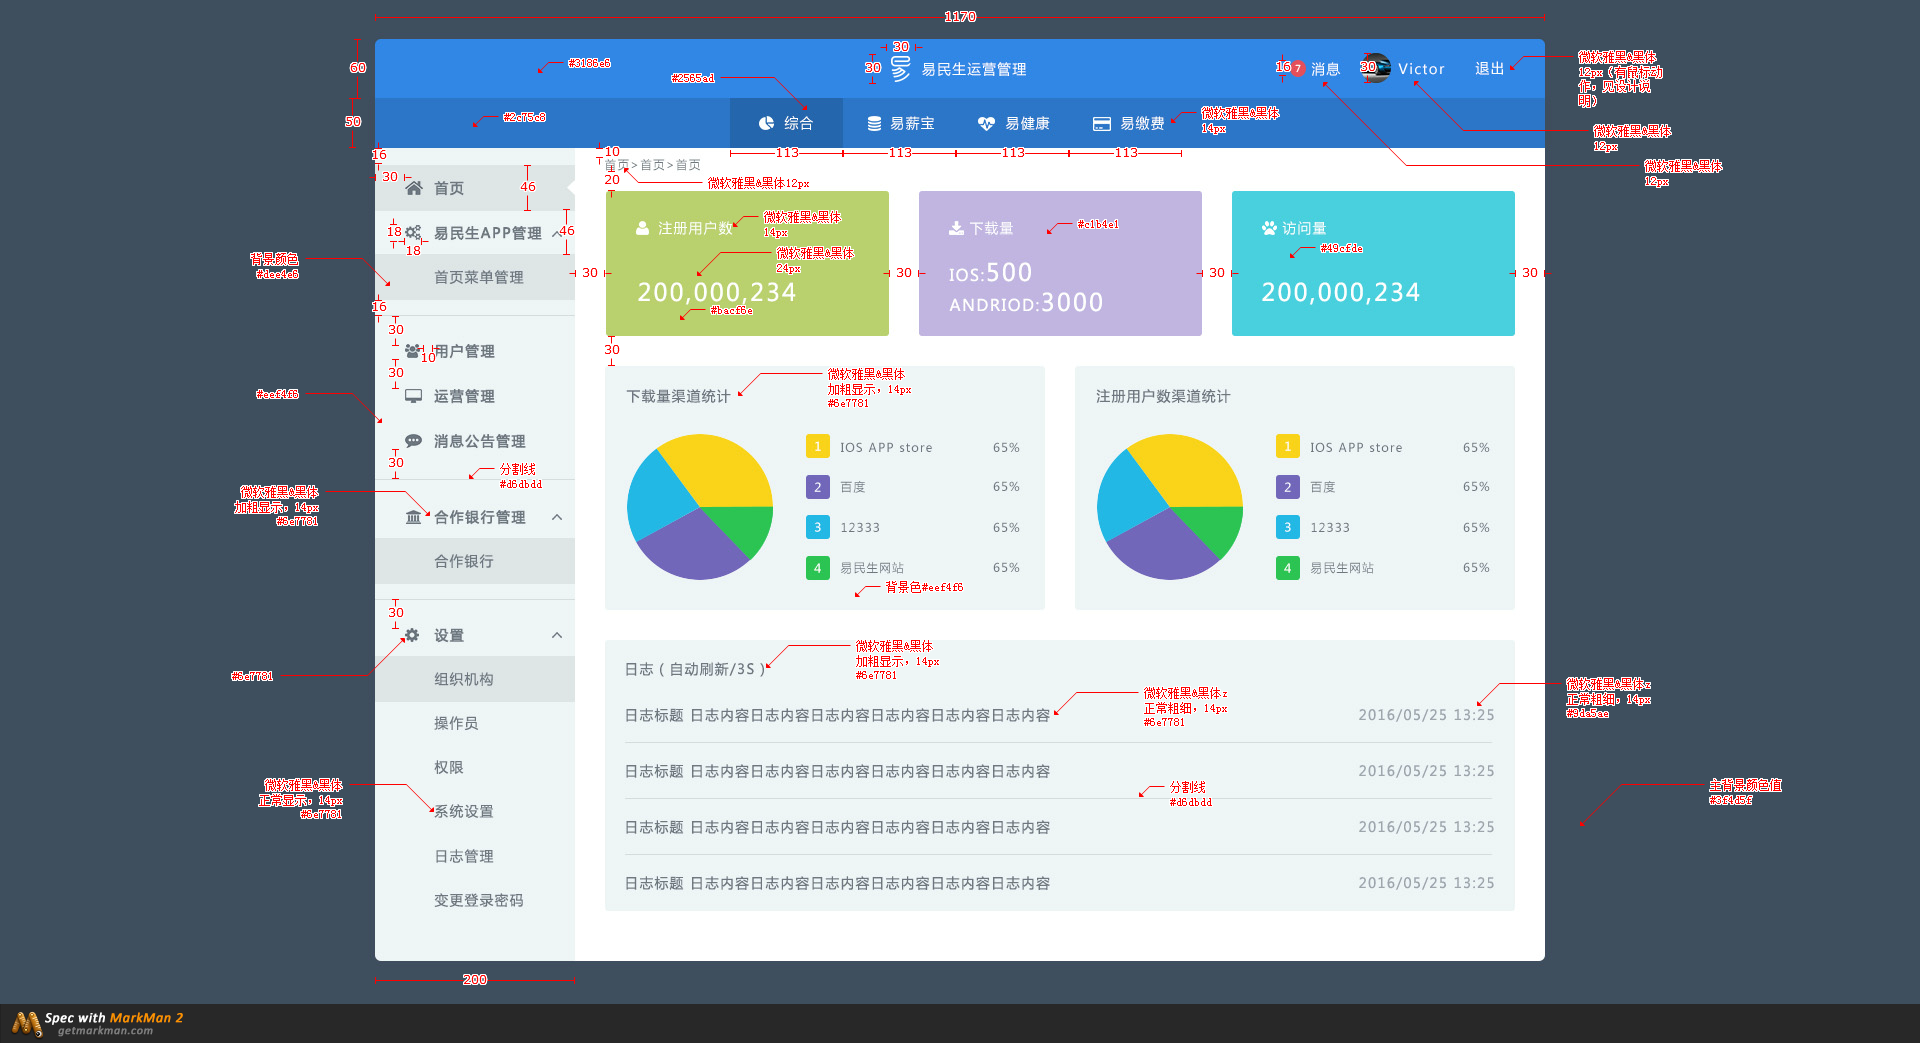 1170
30
60
#3186e6
#2565ad
30
易民生运营管理
16
7
消息
30
Victor
退出
微软雅黑&黑体
12px（有鼠标动
作，见设计说
明）
50
#2c75c8
综合
易薪宝
易健康
易缴费
微软雅黑&黑体
14px
微软雅黑&黑体
12px
微软雅黑&黑体
12px
16
10
113
113
113
113
首页>首页>首页
20
微软雅黑&黑体12px
30
首页
46
18
易民生APP管理
46
18
背景颜色
首页菜单管理
16
30
注册用户数
微软雅黑&黑体
14px
微软雅黑&黑体
24px
200,000,234
#bacf6e
30
下载量
#c1b4e1
IOS:500
ANDRIOD:3000
30
访问量
#49cfde
200,000,234
30
30
30
用户管理
10
30
#eef4f6
运营管理
消息公告管理
30
分割线
#d6dbdd
微软雅黑&黑体
加粗显示，14px
#6e7781
合作银行管理
合作银行
30
设置
#6e7781
组织机构
操作员
权限
微软雅黑&黑体
正常显示，14px
#6e7781
系统设置
日志管理
变更登录密码
下载量渠道统计
微软雅黑&黑体
加粗显示，14px
#6e7781
1 IOS APP store 65%
2 百度 65%
3 12333 65%
4 易民生网站 65%
背景色#eef4f6
注册用户数渠道统计
1 IOS APP store 65%
2 百度 65%
3 12333 65%
4 易民生网站 65%
日志 ( 自动刷新/3S )
微软雅黑&黑体
加粗显示，14px
#6e7781
微软雅黑&黑体z
正常粗细，14px
#6e7781
微软雅黑&黑体z
正常粗细，14px
#9da5ae
日志标题 日志内容日志内容日志内容日志内容日志内容日志内容 2016/05/25 13:25
日志标题 日志内容日志内容日志内容日志内容日志内容日志内容 2016/05/25 13:25
分割线
#d6dbdd
主背景颜色值
#3f4d5f
日志标题 日志内容日志内容日志内容日志内容日志内容日志内容 2016/05/25 13:25
日志标题 日志内容日志内容日志内容日志内容日志内容日志内容 2016/05/25 13:25
200
Spec with MarkMan 2
getmarkman.com